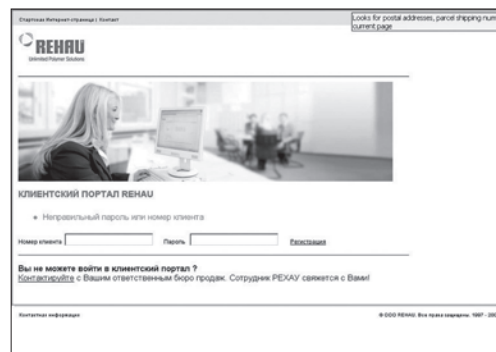 Стартовая Интернет-страница | Контакт
Looks for postal addresses, parcel shipping num
current page
REHAU
Unlimited Polymer Solutions
КЛИЕНТСКИЙ ПОРТАЛ REHAU
Неправильный пароль или номер клиента
Номер клиента Пароль Регистрация
Вы не можете войти в клиентский портал ?
Контактируйте с Вашим ответственным бюро продаж. Сотрудник РЕХАУ свяжется с Вами!
Контактная информация © ООО REHAU. Все права защищены. 1997 - 200